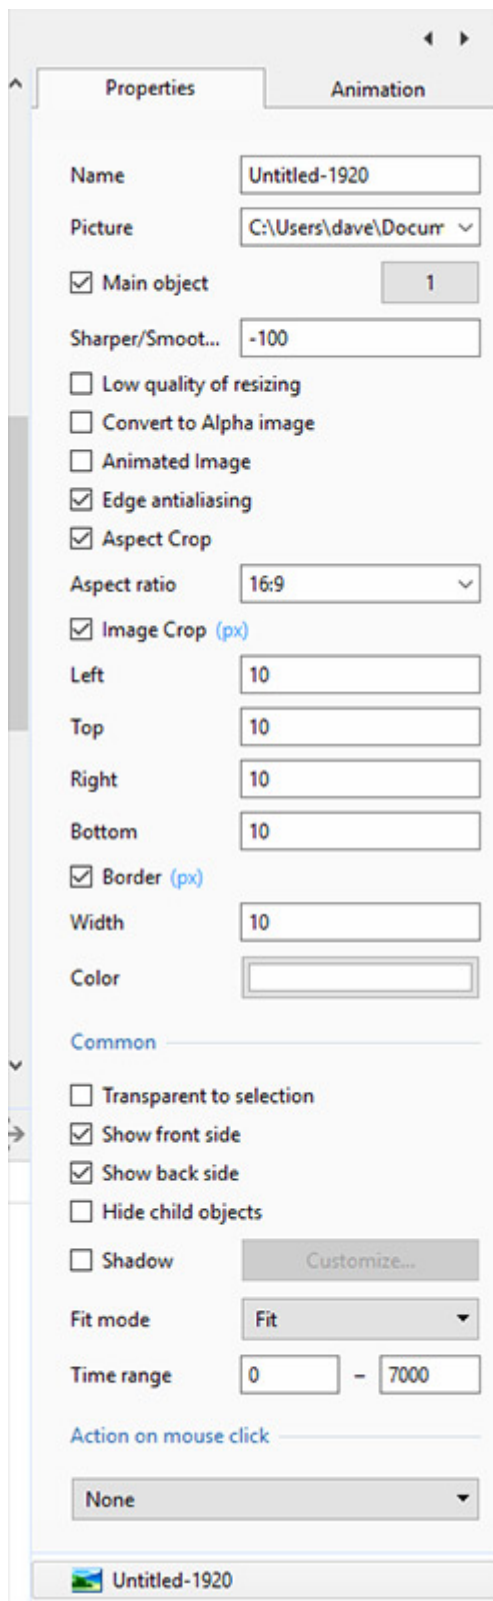 Properties Animation
Name Untitled-1920
Picture C:\Users\dave\Docum
Main object 1
Sharper/Smoot... -100
Low quality of resizing
Convert to Alpha image
Animated Image
Edge antialiasing
Aspect Crop
Aspect ratio 16:9
Image Crop (px)
Left 10
Top 10
Right 10
Bottom 10
Border (px)
Width 10
Color
Common
Transparent to selection
Show front side
Show back side
Hide child objects
Shadow Customize...
Fit mode Fit
Time range 0 – 7000
Action on mouse click
None
Untitled-1920